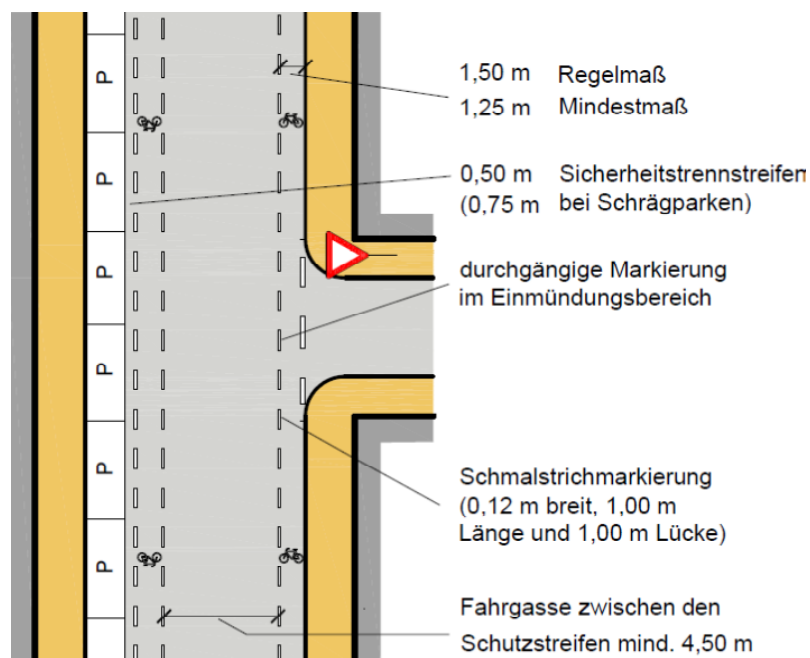 P
P
P
P
P
P
1,50 m Regelmaß
1,25 m Mindestmaß
0,50 m Sicherheitstrennstreifen
(0,75 m bei Schrägparken)
durchgängige Markierung
im Einmündungsbereich
Schmalstrichmarkierung
(0,12 m breit, 1,00 m
Länge und 1,00 m Lücke)
Fahrgasse zwischen den
Schutzstreifen mind. 4,50 m